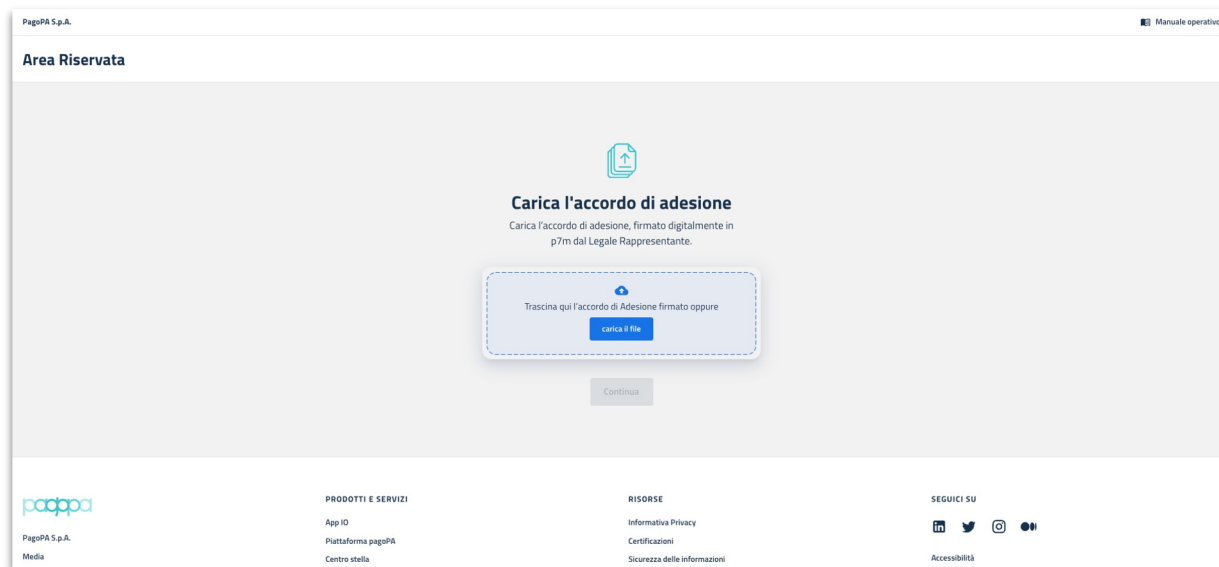 PagoPA S.p.A.
Manuale operativo
Area Riservata
Carica l'accordo di adesione
Carica l'accordo di adesione, firmato digitalmente in
p7m dal Legale Rappresentante.
Trascina qui l'accordo di Adesione firmato oppure
carica il file
Continua
pagopa
PagoPA S.p.A.
Media
PRODOTTI E SERVIZI
App IO
Piattaforma pagoPA
Centro stella
RISORSE
Informativa Privacy
Certificazioni
Sicurezza delle informazioni
SEGUICI SU
Accessibilità